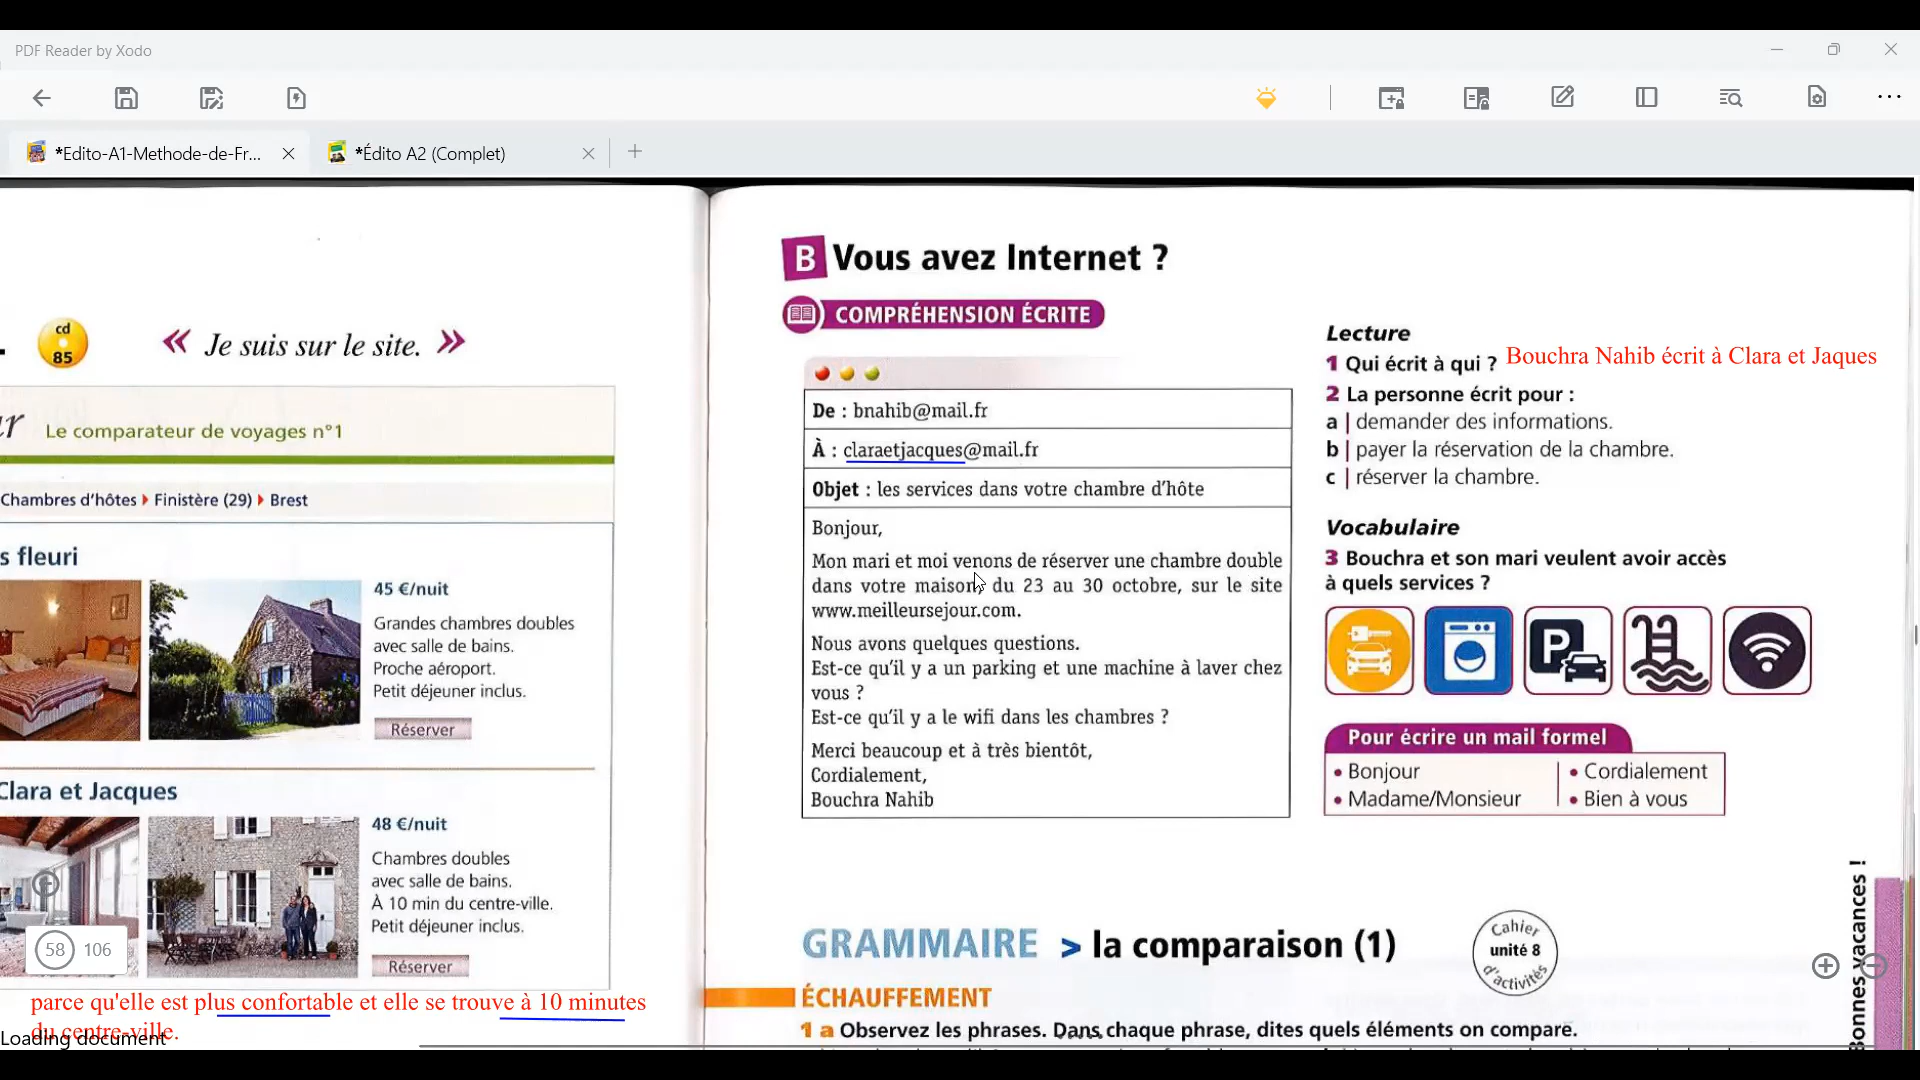 PDF Reader by Xodo
*Edito-A1-Methode-de-Fr...
*Édito A2 (Complet)
cd
85
« Je suis sur le site. »
Le comparateur de voyages n°1
Chambres d'hôtes Finistère (29) Brest
s fleuri
45 €/nuit
Grandes chambres doubles
avec salle de bains.
Proche aéroport.
Petit déjeuner inclus.
Réserver
Clara et Jacques
48 €/nuit
Chambres doubles
avec salle de bains.
À 10 min du centre-ville.
Petit déjeuner inclus.
Réserver
58 106
parce qu'elle est plus confortable et elle se trouve à 10 minutes
du centre-ville.
Loading document
B Vous avez Internet ?
COMPRÉHENSION ÉCRITE
De : bnahib@mail.fr
À : claraetjacques@mail.fr
Objet : les services dans votre chambre d'hôte
Bonjour,
Mon mari et moi venons de réserver une chambre double
dans votre maison, du 23 au 30 octobre, sur le site
www.meilleursejour.com.
Nous avons quelques questions.
Est-ce qu'il y a un parking et une machine à laver chez
vous ?
Est-ce qu'il y a le wifi dans les chambres ?
Merci beaucoup et à très bientôt,
Cordialement,
Bouchra Nahib
Lecture
1 Qui écrit à qui ? Bouchra Nahib écrit à Clara et Jaques
2 La personne écrit pour :
a | demander des informations.
b | payer la réservation de la chambre.
c | réserver la chambre.
Vocabulaire
3 Bouchra et son mari veulent avoir accès
à quels services ?
P
Pour écrire un mail formel
• Bonjour • Cordialement
• Madame/Monsieur • Bien à vous
GRAMMAIRE > la comparaison (1)
Cahier
unité 8
d'activités
ÉCHAUFFEMENT
1 a Observez les phrases. Dans chaque phrase, dites quels éléments on compare.
Bonnes vacances !